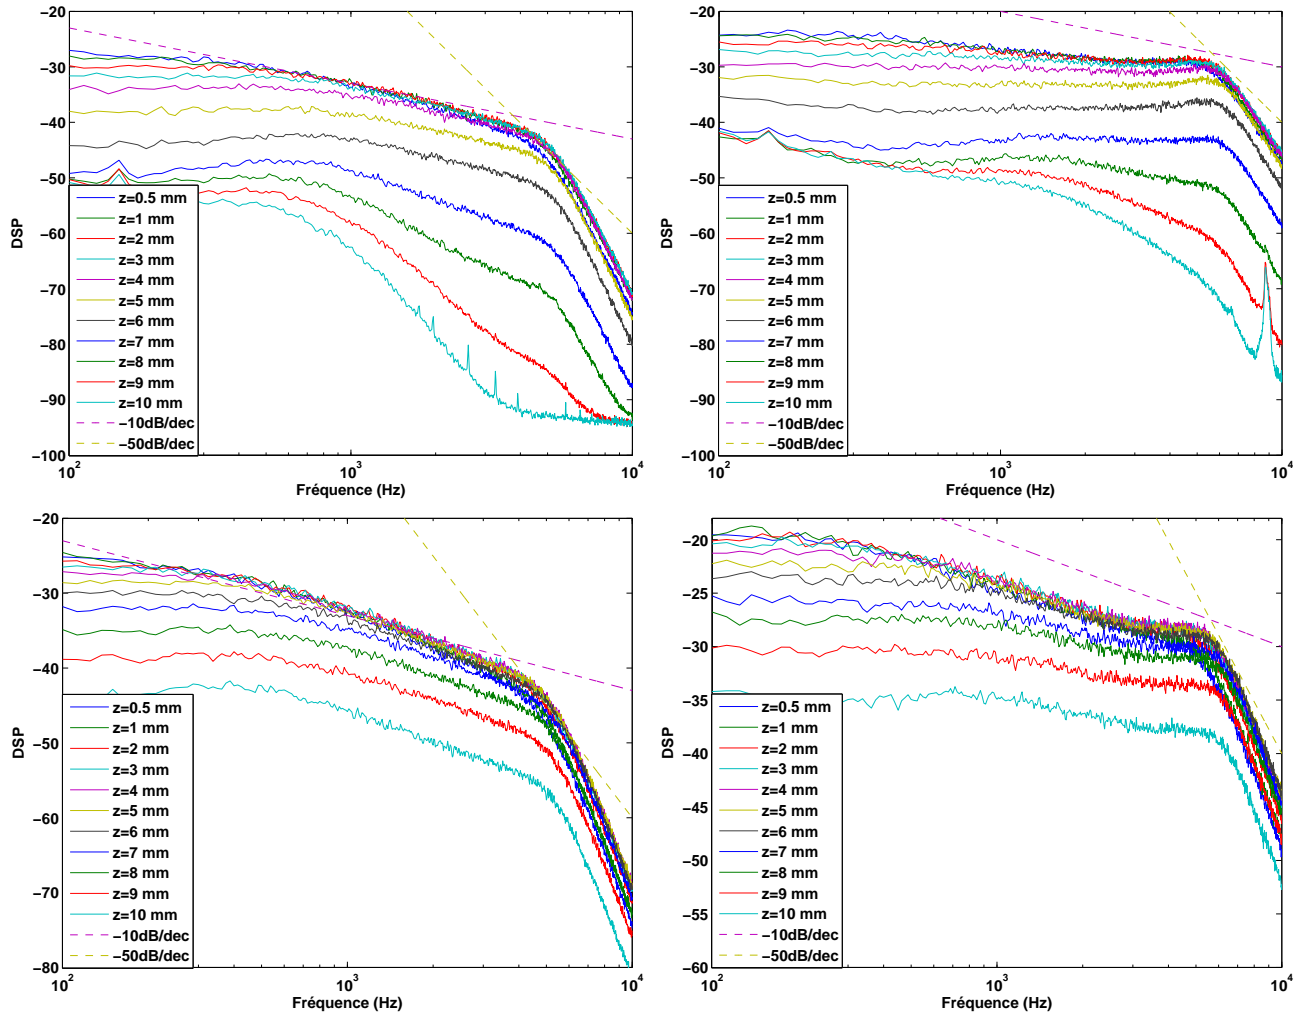 −20
−30
−40
−50
−60
−70
−80
−90
−100
DSP
z=0.5 mm
z=1 mm
z=2 mm
z=3 mm
z=4 mm
z=5 mm
z=6 mm
z=7 mm
z=8 mm
z=9 mm
z=10 mm
−10dB/dec
−50dB/dec
10² 10³ 10⁴
Fréquence (Hz)
−20
−30
−40
−50
−60
−70
−80
−90
−100
DSP
z=0.5 mm
z=1 mm
z=2 mm
z=3 mm
z=4 mm
z=5 mm
z=6 mm
z=7 mm
z=8 mm
z=9 mm
z=10 mm
−10dB/dec
−50dB/dec
10² 10³ 10⁴
Fréquence (Hz)
−20
−30
−40
−50
−60
−70
−80
DSP
z=0.5 mm
z=1 mm
z=2 mm
z=3 mm
z=4 mm
z=5 mm
z=6 mm
z=7 mm
z=8 mm
z=9 mm
z=10 mm
−10dB/dec
−50dB/dec
10² 10³ 10⁴
Fréquence (Hz)
−20
−25
−30
−35
−40
−45
−50
−55
−60
DSP
z=0.5 mm
z=1 mm
z=2 mm
z=3 mm
z=4 mm
z=5 mm
z=6 mm
z=7 mm
z=8 mm
z=9 mm
z=10 mm
−10dB/dec
−50dB/dec
10² 10³ 10⁴
Fréquence (Hz)